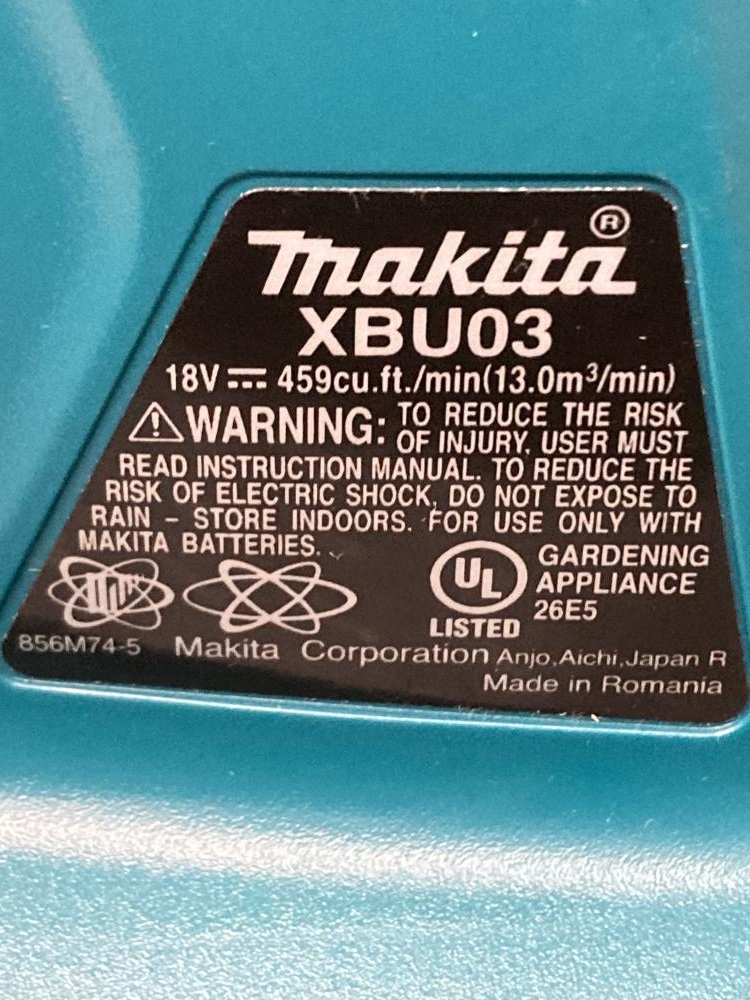 makita®
XBU03
18V ⎓ 459cu.ft./min(13.0m³/min)
⚠WARNING: TO REDUCE THE RISK
OF INJURY, USER MUST
READ INSTRUCTION MANUAL. TO REDUCE THE
RISK OF ELECTRIC SHOCK, DO NOT EXPOSE TO
RAIN – STORE INDOORS. FOR USE ONLY WITH
MAKITA BATTERIES.
UL
LISTED
GARDENING
APPLIANCE
26E5
856M74-5
Makita Corporation Anjo,Aichi,Japan R
Made in Romania